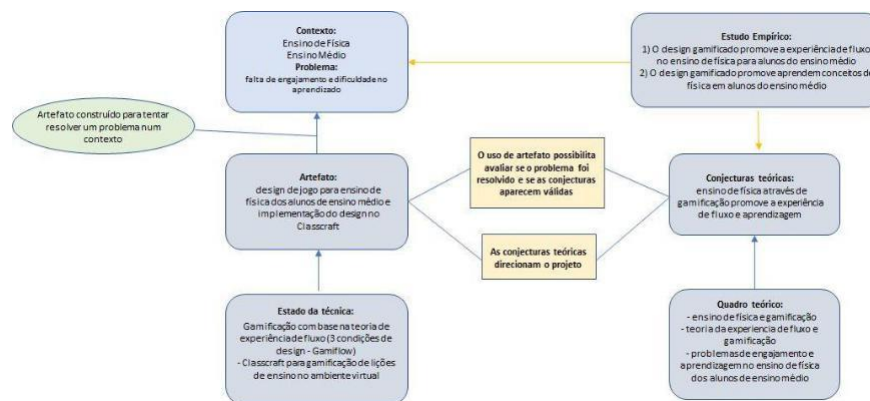 Contexto:
Ensino de Física
Ensino Médio
Problema:
falta de engajamento e dificuldade no
aprendizado
Estudo Empírico:
1) O design gamificado promove a experiência de fluxo
no ensino de física para alunos do ensino médio
2) O design gamificado promove aprendem conceitos de
física em alunos do ensino médio
Artefato construído para tentar
resolver um problema num
contexto
Artefato:
design de jogo para ensino de
física dos alunos de ensino médio e
implementação do design no
Classcraft
O uso de artefato possibilita
avaliar se o problema foi
resolvido e se as conjecturas
aparecem válidas
Conjecturas teóricas:
ensino de física através de
gamificação promove a experiência
de fluxo e aprendizagem
As conjecturas teóricas
direcionam o projeto
Estado da técnica:
Gamificação com base na teoria de
experiência de fluxo (3 condições de
design - Gamiflow)
- Classcraft para gamificação de lições
de ensino no ambiente virtual
Quadro teórico:
- ensino de física e gamificação
- teoria da experiencia de fluxo e
gamificação
- problemas de engajamento e
aprendizagem no ensino de física
dos alunos de ensino médio